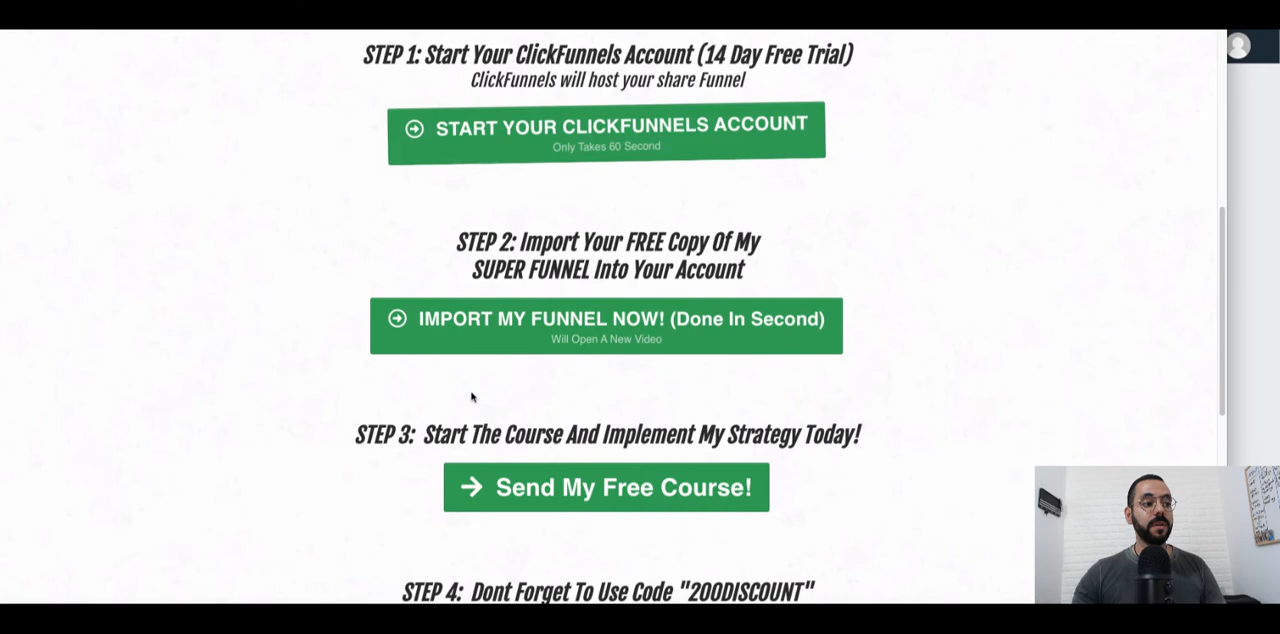 STEP 1: Start Your ClickFunnels Account (14 Day Free Trial)
ClickFunnels will host your share Funnel
START YOUR CLICKFUNNELS ACCOUNT
Only Takes 60 Second
STEP 2: Import Your FREE Copy Of My
SUPER FUNNEL Into Your Account
IMPORT MY FUNNEL NOW! (Done In Second)
Will Open A New Video
STEP 3: Start The Course And Implement My Strategy Today!
Send My Free Course!
STEP 4: Dont Forget To Use Code "200DISCOUNT"